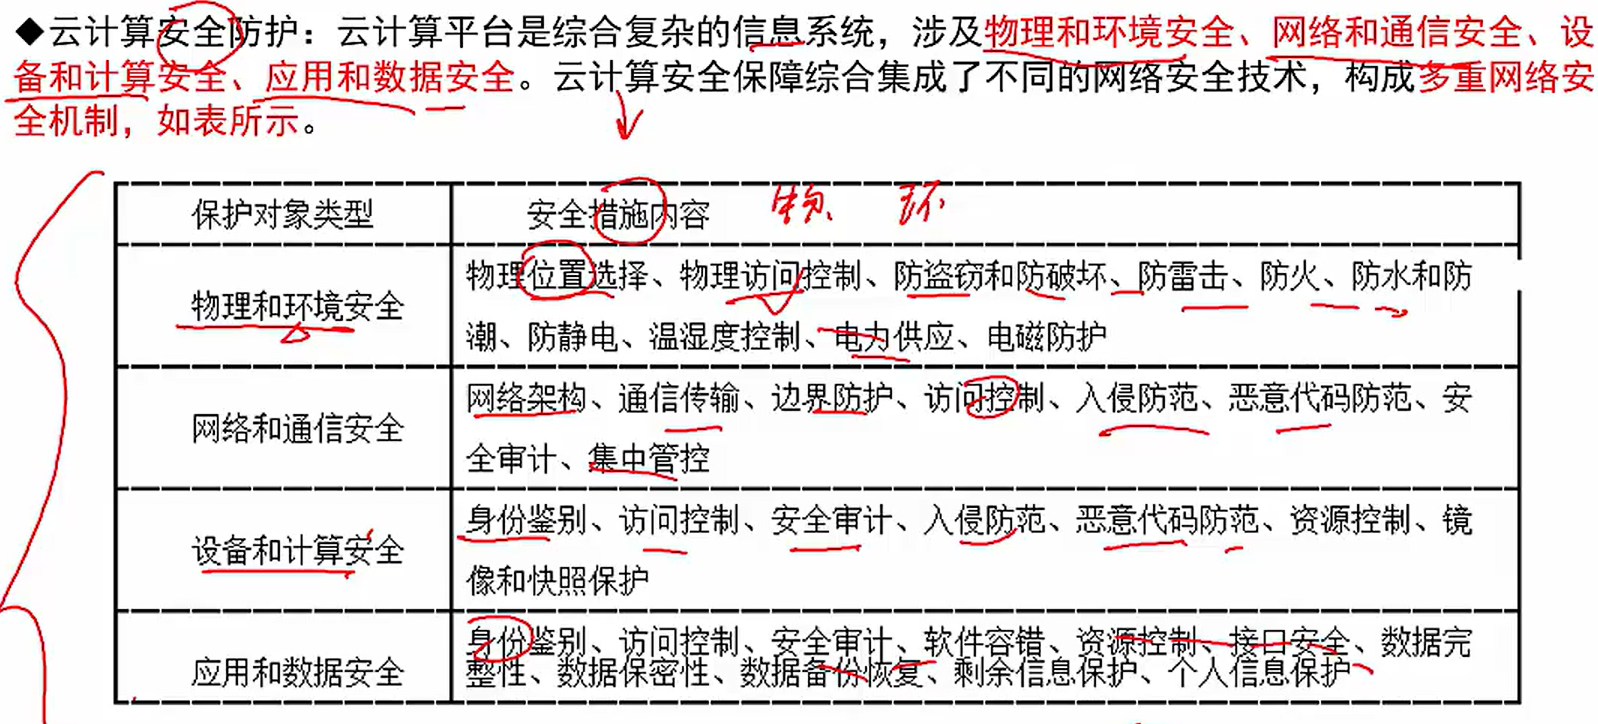 ◆云计算安全防护：云计算平台是综合复杂的信息系统，涉及物理和环境安全、网络和通信安全、设
备和计算安全、应用和数据安全。云计算安全保障综合集成了不同的网络安全技术，构成多重网络安
全机制，如表所示。
保护对象类型 安全措施内容 物 环
物理位置选择、物理访问控制、防盗窃和防破坏、防雷击、防火、防水和防
物理和环境安全
潮、防静电、温湿度控制、电力供应、电磁防护
网络架构、通信传输、边界防护、访问控制、入侵防范、恶意代码防范、安
网络和通信安全
全审计、集中管控
身份鉴别、访问控制、安全审计、入侵防范、恶意代码防范、资源控制、镜
设备和计算安全
像和快照保护
身份鉴别、访问控制、安全审计、软件容错、资源控制、接口安全、数据完
应用和数据安全
整性、数据保密性、数据备份恢复、剩余信息保护、个人信息保护